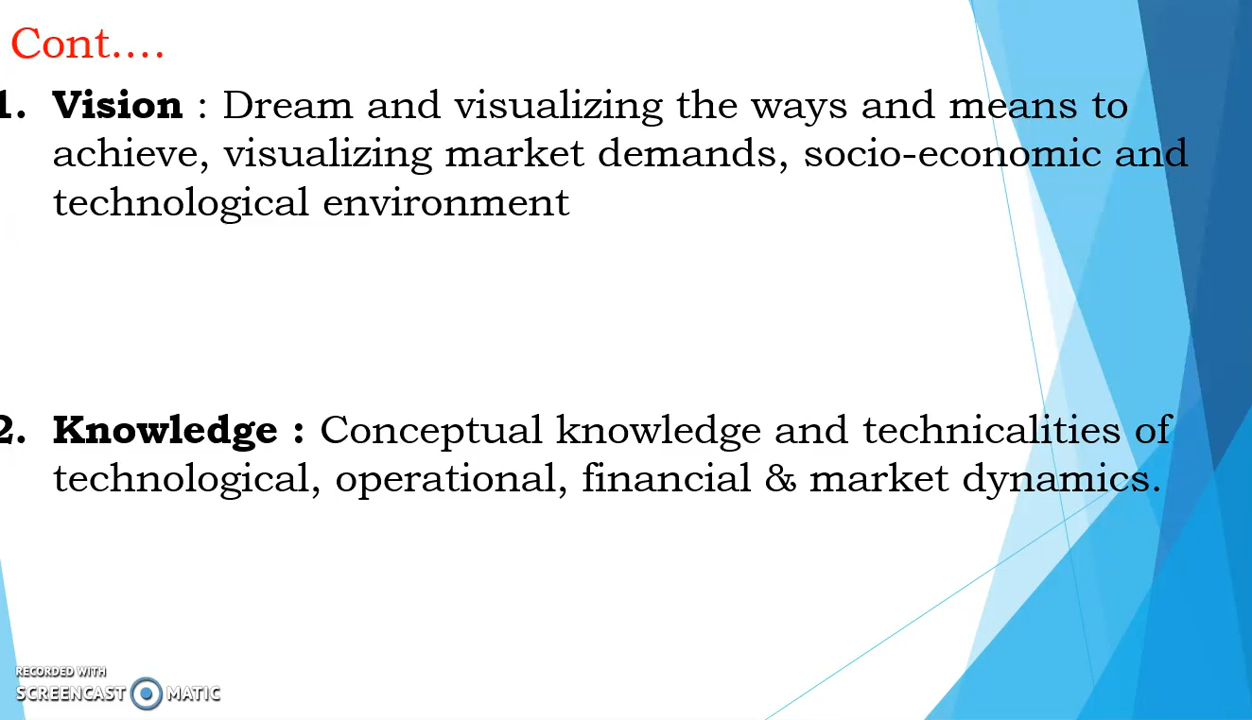 Cont....
1. Vision : Dream and visualizing the ways and means to
achieve, visualizing market demands, socio-economic and
technological environment
2. Knowledge : Conceptual knowledge and technicalities of
technological, operational, financial & market dynamics.
RECORDED WITH
SCREENCAST MATIC